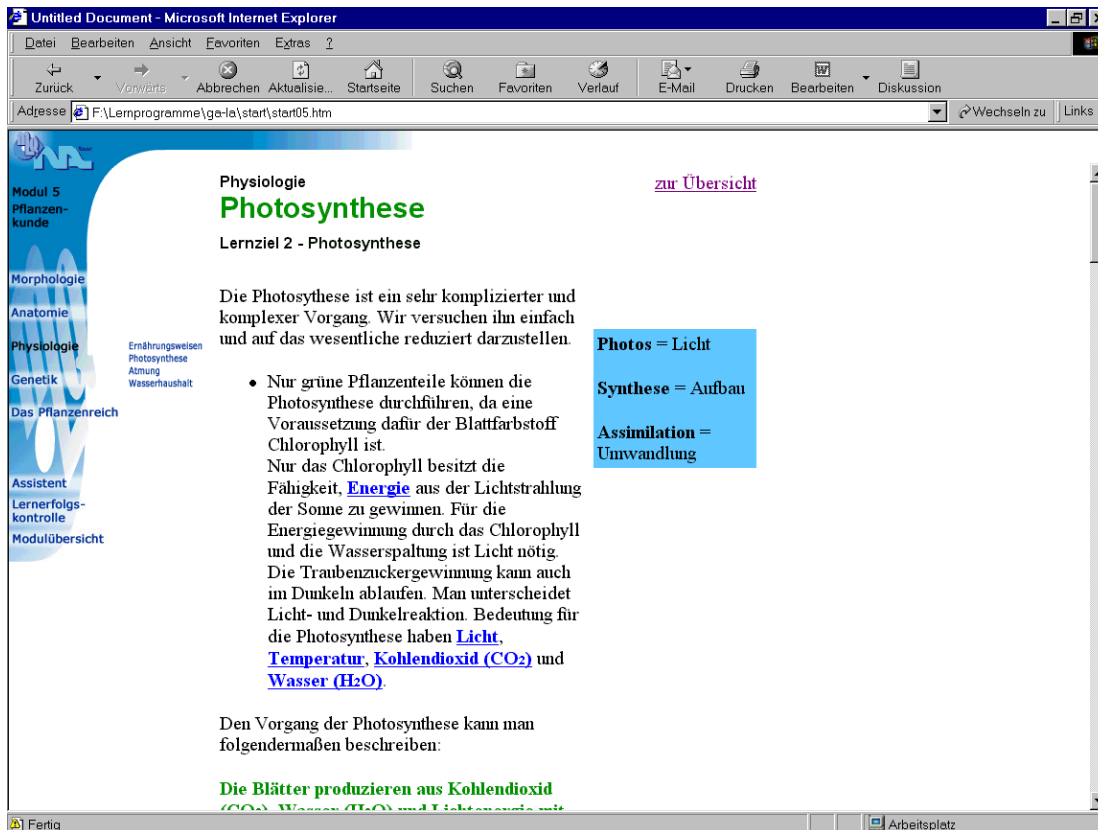 Untitled Document - Microsoft Internet Explorer
Datei Bearbeiten Ansicht Favoriten Extras ?
Zurück Vorwärts Abbrechen Aktualisie... Startseite Suchen Favoriten Verlauf E-Mail Drucken Bearbeiten Diskussion
Adresse F:\Lernprogramme\ga-la\start\start05.htm Wechseln zu Links
Modul 5
Pflanzen-
kunde
Morphologie
Anatomie
Physiologie
Genetik
Das Pflanzenreich
Assistent
Lernerfolgs-
kontrolle
Modulübersicht
Ernährungsweisen
Photosynthese
Atmung
Wasserhaushalt
Physiologie
zur Übersicht
Photosynthese
Lernziel 2 - Photosynthese
Die Photosythese ist ein sehr komplizierter und
komplexer Vorgang. Wir versuchen ihn einfach
und auf das wesentliche reduziert darzustellen.
• Nur grüne Pflanzenteile können die
Photosynthese durchführen, da eine
Voraussetzung dafür der Blattfarbstoff
Chlorophyll ist.
Nur das Chlorophyll besitzt die
Fähigkeit, Energie aus der Lichtstrahlung
der Sonne zu gewinnen. Für die
Energiegewinnung durch das Chlorophyll
und die Wasserspaltung ist Licht nötig.
Die Traubenzuckergewinnung kann auch
im Dunkeln ablaufen. Man unterscheidet
Licht- und Dunkelreaktion. Bedeutung für
die Photosynthese haben Licht,
Temperatur, Kohlendioxid (CO2) und
Wasser (H2O).
Photos = Licht
Synthese = Aufbau
Assimilation =
Umwandlung
Den Vorgang der Photosynthese kann man
folgendermaßen beschreiben:
Die Blätter produzieren aus Kohlendioxid
(CO2), Wasser (H2O) und Lichtenergie mit
Fertig
Arbeitsplatz